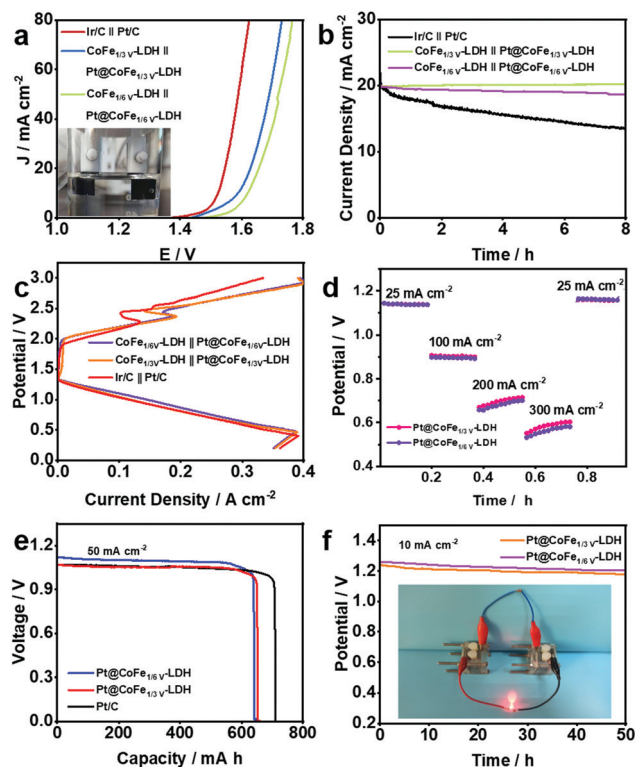 a
Ir/C || Pt/C
CoFe1/3 V-LDH ||
Pt@CoFe1/3 V-LDH
CoFe1/6 V-LDH ||
Pt@CoFe1/6 V-LDH
J / mA cm-2
80
60
40
20
0
1.0 1.2 1.4 1.6 1.8
E / V
b
Ir/C || Pt/C
CoFe1/3 V-LDH || Pt@CoFe1/3 V-LDH
CoFe1/6 V-LDH || Pt@CoFe1/6 V-LDH
Current Density / mA cm-2
30
20
10
0 2 4 6 8
Time / h
c
CoFe1/6V-LDH || Pt@CoFe1/6V-LDH
CoFe1/3V-LDH || Pt@CoFe1/3V-LDH
Ir/C || Pt/C
Potential / V
3.0
2.5
2.0
1.5
1.0
0.5
0.0
0.0 0.1 0.2 0.3 0.4
Current Density / A cm-2
d
25 mA cm-2
25 mA cm-2
100 mA cm-2
200 mA cm-2
300 mA cm-2
Pt@CoFe1/3 V-LDH
Pt@CoFe1/6 V-LDH
Potential / V
1.2
0.9
0.6
0.4
0.2 0.4 0.6 0.8
Time / h
e
50 mA cm-2
Pt@CoFe1/6 V-LDH
Pt@CoFe1/3 V-LDH
Pt/C
Voltage / V
1.2
0.9
0.6
0.3
0.0
0 200 400 600 800
Capacity / mA h
f
10 mA cm-2
Pt@CoFe1/3 V-LDH
Pt@CoFe1/6 V-LDH
Potential / V
1.4
1.2
1.0
0.8
0.6
0.4
0.2
0 10 20 30 40 50
Time / h